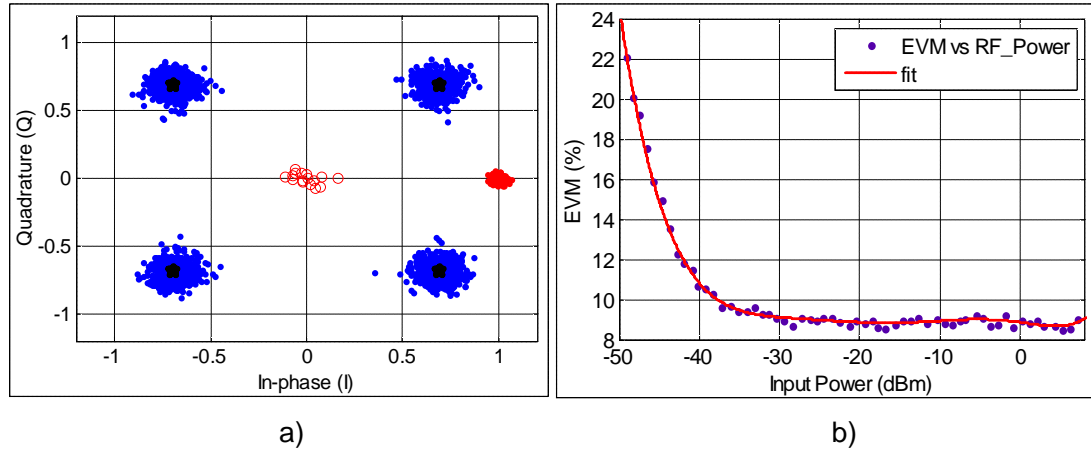 1
0.5
0
-0.5
-1
Quadrature (Q)
-1 -0.5 0 0.5 1
In-phase (I)
a)
24
22
20
18
16
14
12
10
8
EVM (%)
EVM vs RF_Power
fit
-50 -40 -30 -20 -10 0
Input Power (dBm)
b)